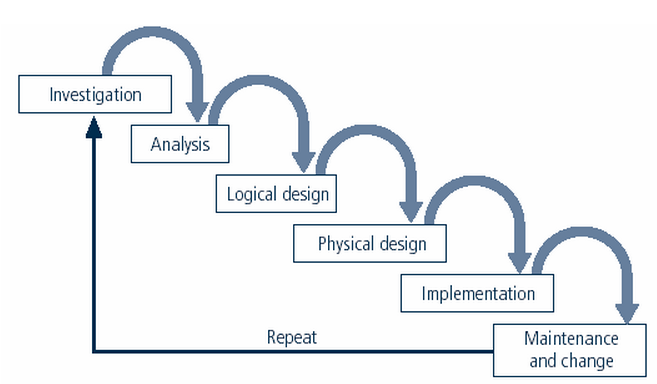 Investigation
Analysis
Logical design
Physical design
Implementation
Repeat
Maintenance
and change